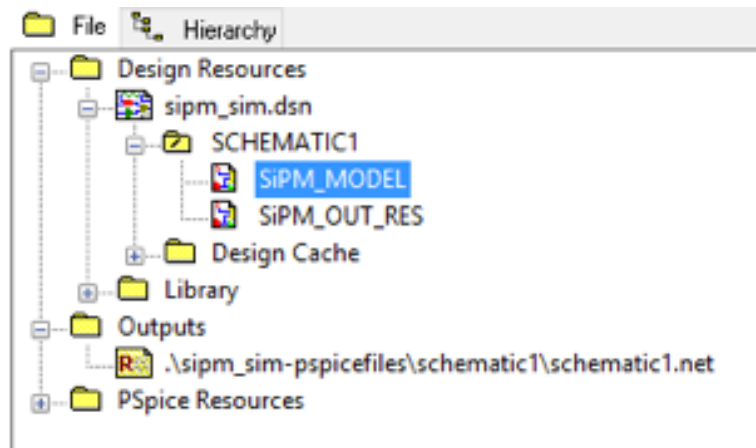 File Hierarchy
Design Resources
sipm_sim.dsn
SCHEMATIC1
SiPM_MODEL
SiPM_OUT_RES
Design Cache
Library
Outputs
.\sipm_sim-pspicefiles\schematic1\schematic1.net
PSpice Resources